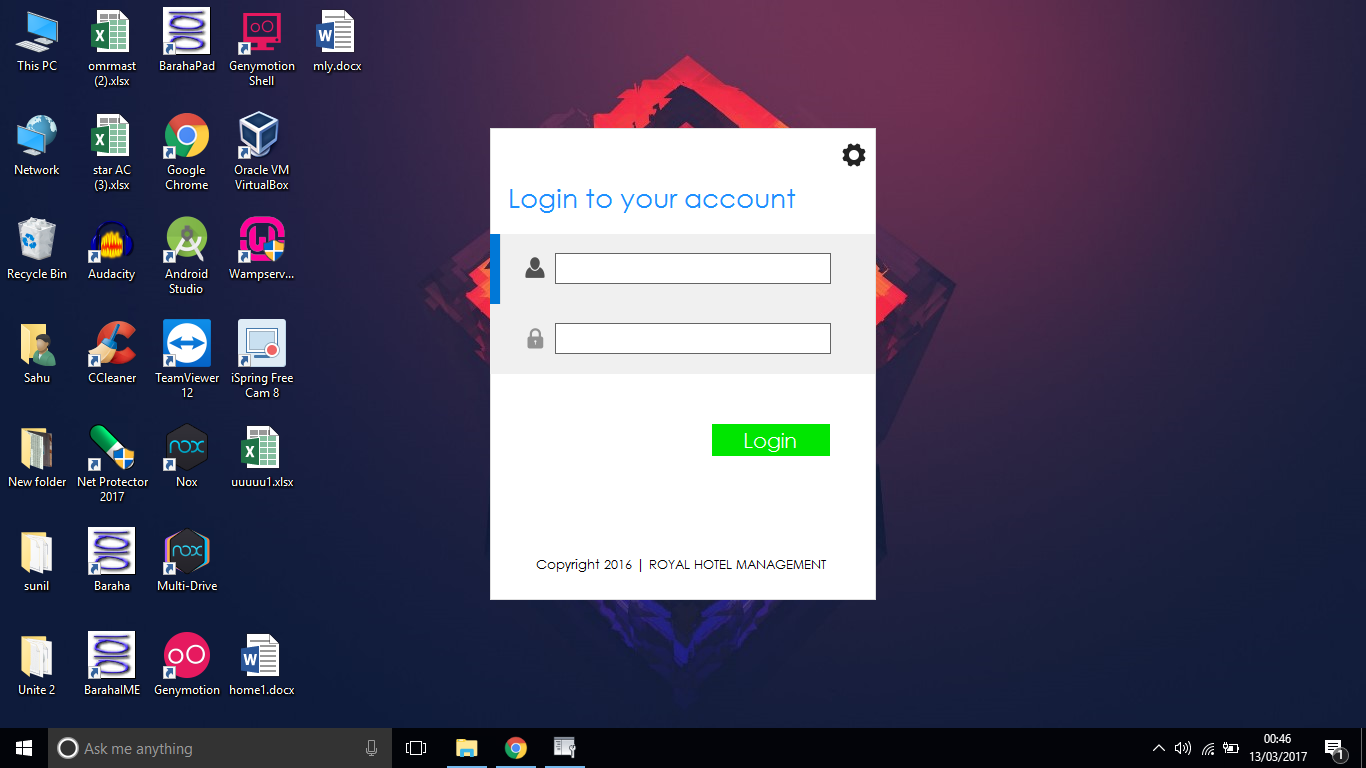 This PC
omrmast
(2).xlsx
BarahaPad
Genymotion
Shell
mly.docx
Network
star AC
(3).xlsx
Google
Chrome
Oracle VM
VirtualBox
Recycle Bin
Audacity
Android
Studio
Wampserv...
Sahu
CCleaner
TeamViewer
12
iSpring Free
Cam 8
New folder
Net Protector
2017
nox
Nox
uuuuu1.xlsx
sunil
Baraha
nox
Multi-Drive
Unite 2
BarahaIME
Genymotion
home1.docx
Login to your account
Login
Copyright 2016 | ROYAL HOTEL MANAGEMENT
Ask me anything
00:46
13/03/2017
1